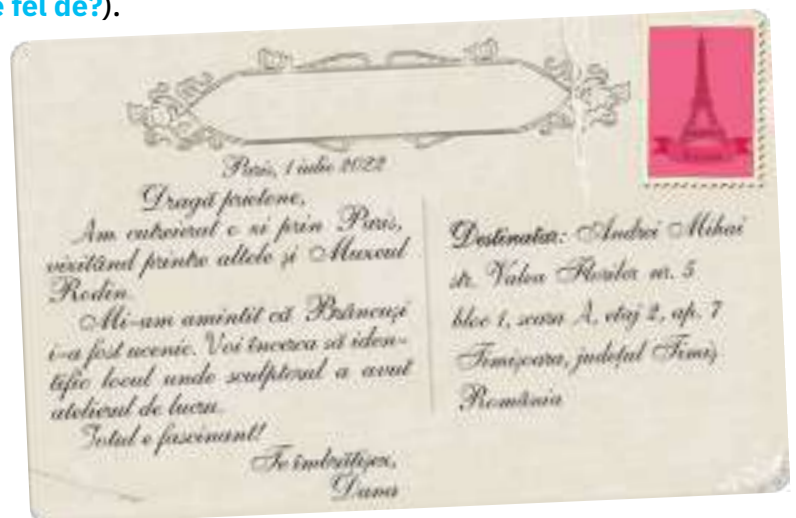 e fel de?).
Paris, 1 iulie 2022
Dragă prietene,
Am cutreierat o zi prin Paris,
vizitând printre altele și Muzeul
Rodin.
Mi-am amintit că Brâncuși
i-a fost ucenic. Voi încerca să iden-
tific locul unde sculptorul a avut
atelierul de lucru.
Totul e fascinant!
Te îmbrățișez,
Dana
Destinatar: Andrei Mihai
str. Valea Florilor nr. 5
bloc 1, scara A, etaj 2, ap. 7
Timișoara, județul Timiș
România